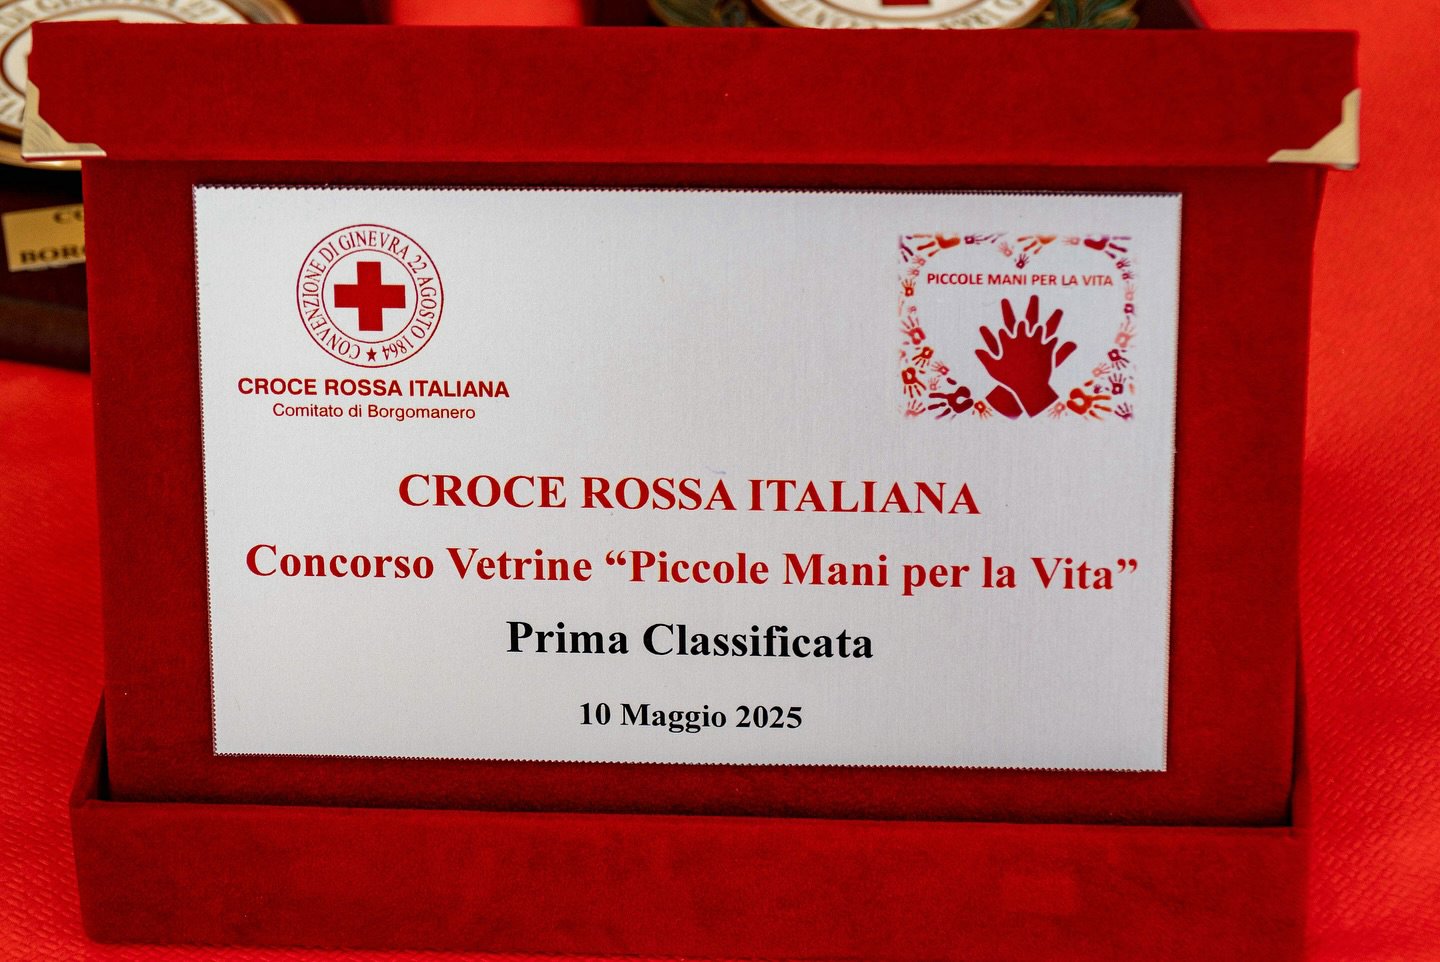 CONVENZIONE DI GINEVRA 22 AGOSTO 1864
CROCE ROSSA ITALIANA
Comitato di Borgomanero
PICCOLE MANI PER LA VITA
CROCE ROSSA ITALIANA
Concorso Vetrine “Piccole Mani per la Vita”
Prima Classificata
10 Maggio 2025